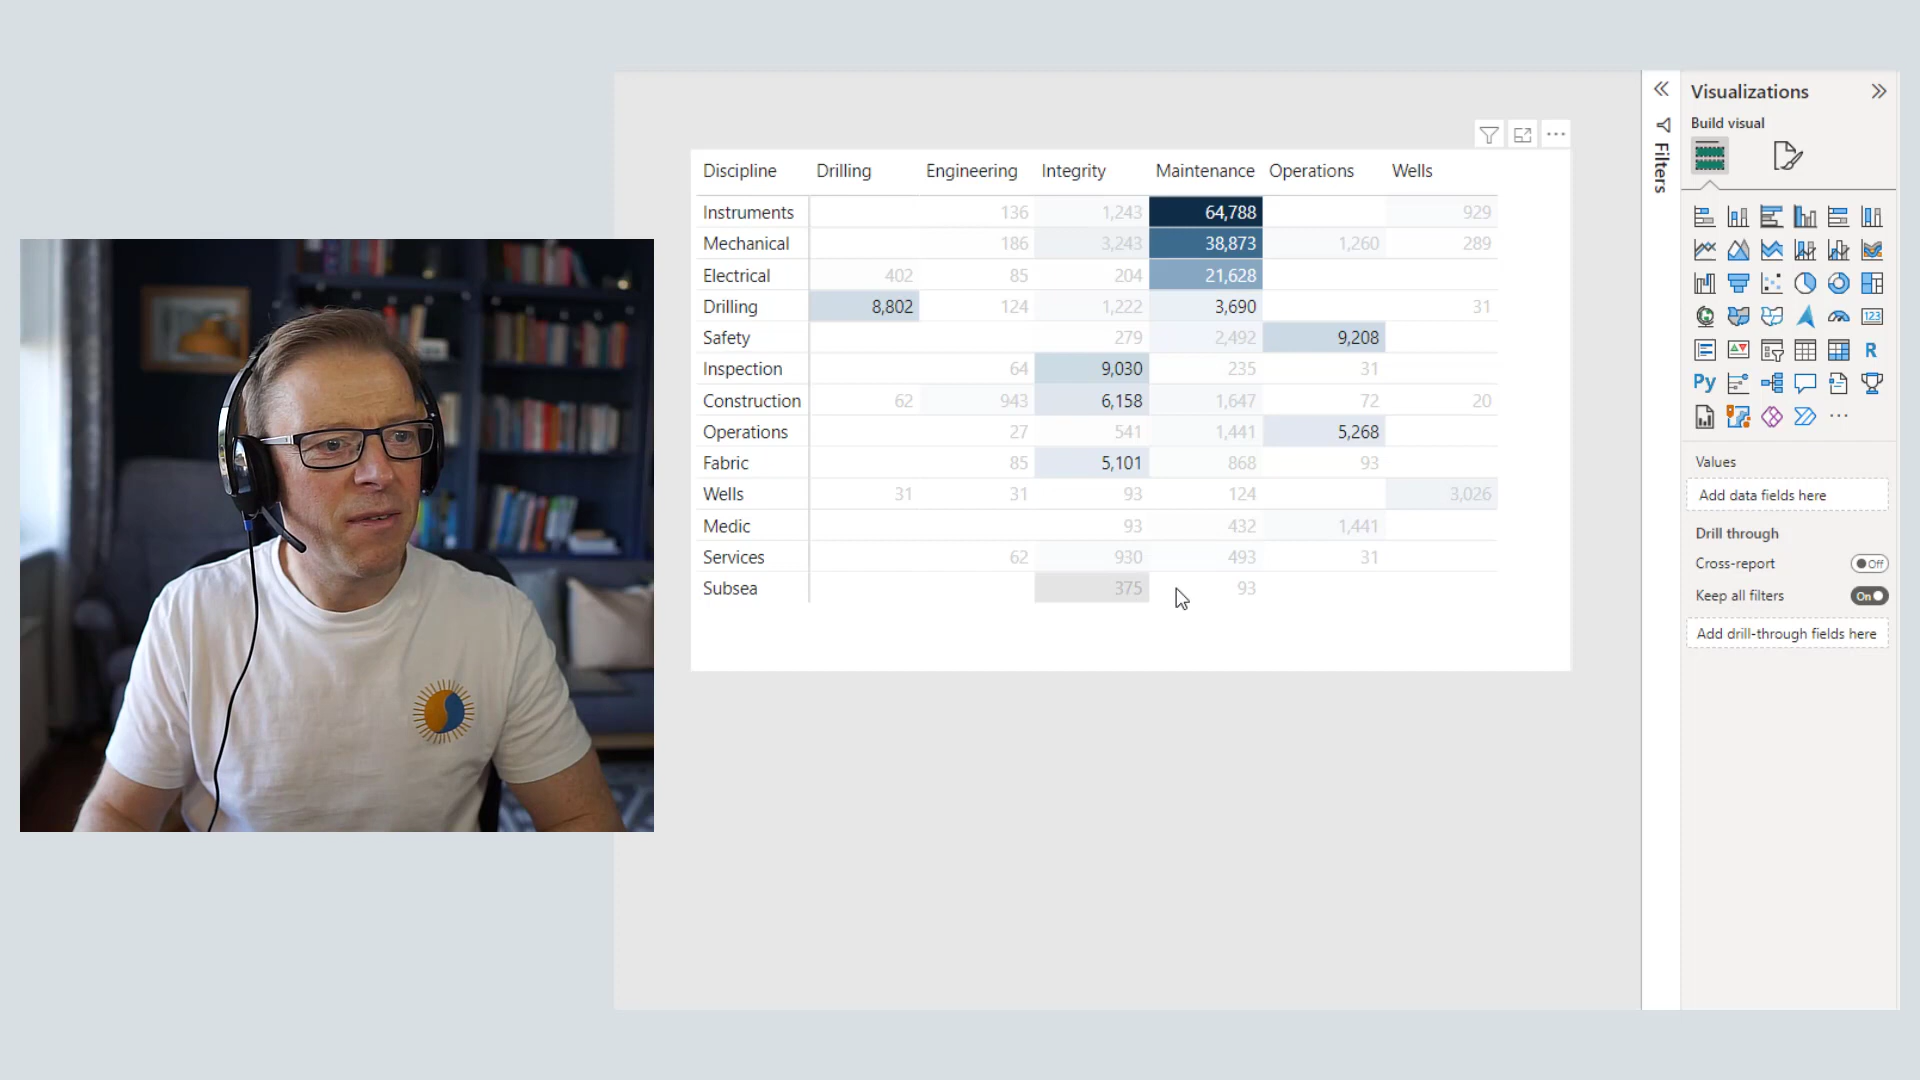 Visualizations
Build visual
Filters
Discipline Drilling Engineering Integrity Maintenance Operations Wells
Instruments 136 1,243 64,788 929
Mechanical 186 3,243 38,873 1,260 289
Electrical 402 85 204 21,628
Drilling 8,802 124 1,222 3,690 31
Safety 279 2,492 9,208
Inspection 64 9,030 235 31
Construction 62 943 6,158 1,647 72 20
Operations 27 541 1,441 5,268
Fabric 85 5,101 868 93
Wells 31 31 93 124 3,026
Medic 93 432 1,441
Services 62 930 493 31
Subsea 375 93
123
R
Py
Values
Add data fields here
Drill through
Cross-report Off
Keep all filters On
Add drill-through fields here